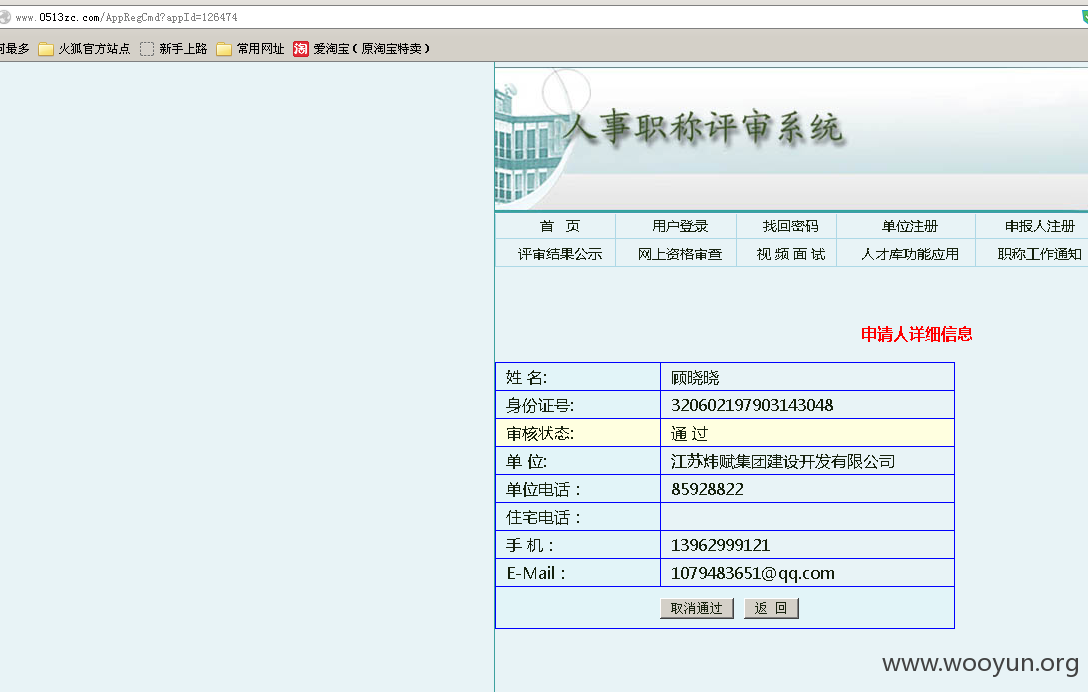 www.0513zc.com/AppRegCmd?appId=126474
最多 火狐官方站点 新手上路 常用网址 淘 爱淘宝(原淘宝特卖)
人事职称评审系统
首 页 用户登录 找回密码 单位注册 申报人注册
评审结果公示 网上资格审查 视 频 面 试 人才库功能应用 职称工作通知
申请人详细信息
姓 名: 顾晓晓
身份证号: 320602197903143048
审核状态: 通 过
单 位: 江苏炜赋集团建设开发有限公司
单位电话: 85928822
住宅电话:
手 机: 13962999121
E-Mail: 1079483651@qq.com
取消通过 返 回
www.wooyun.org